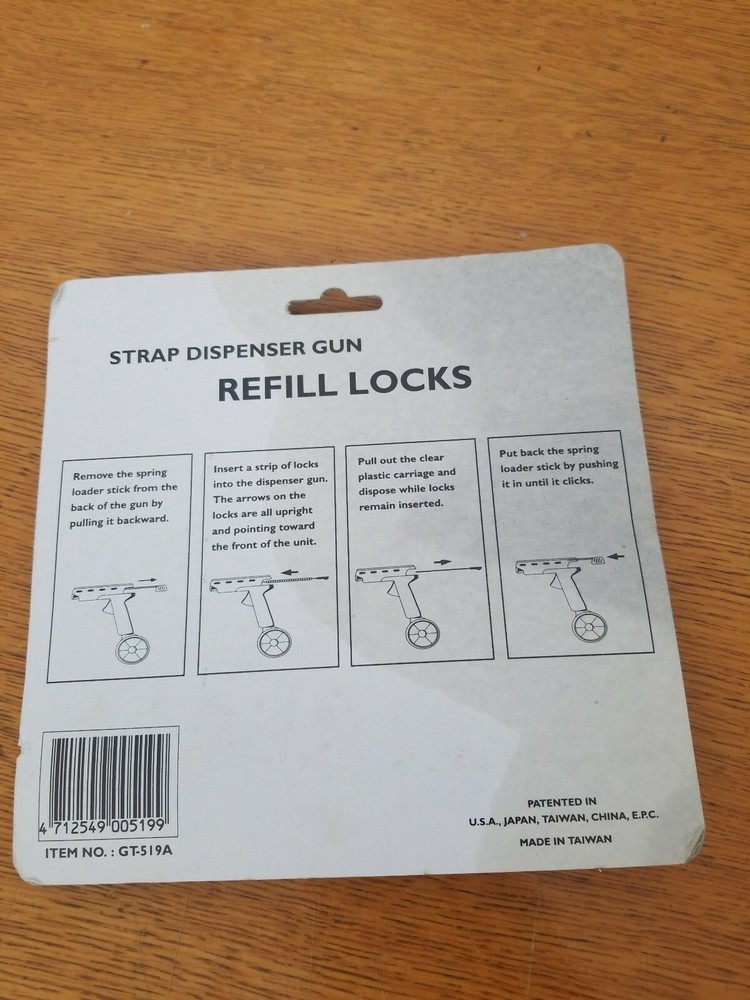 STRAP DISPENSER GUN
REFILL LOCKS
Remove the spring
loader stick from the
back of the gun by
pulling it backward.
Insert a strip of locks
into the dispenser gun.
The arrows on the
locks are all upright
and pointing toward
the front of the unit.
Pull out the clear
plastic carriage and
dispose while locks
remain inserted.
Put back the spring
loader stick by pushing
it in until it clicks.
4 712549 005199
ITEM NO. : GT-519A
PATENTED IN
U.S.A., JAPAN, TAIWAN, CHINA, E.P.C.
MADE IN TAIWAN